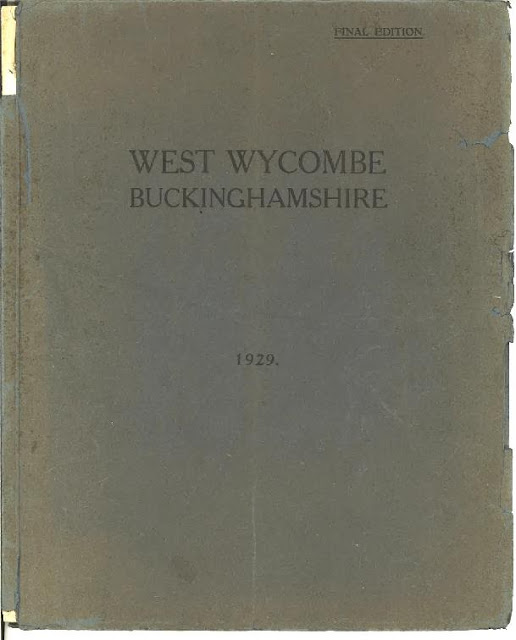 FINAL EDITION.
WEST WYCOMBE
BUCKINGHAMSHIRE
1929.